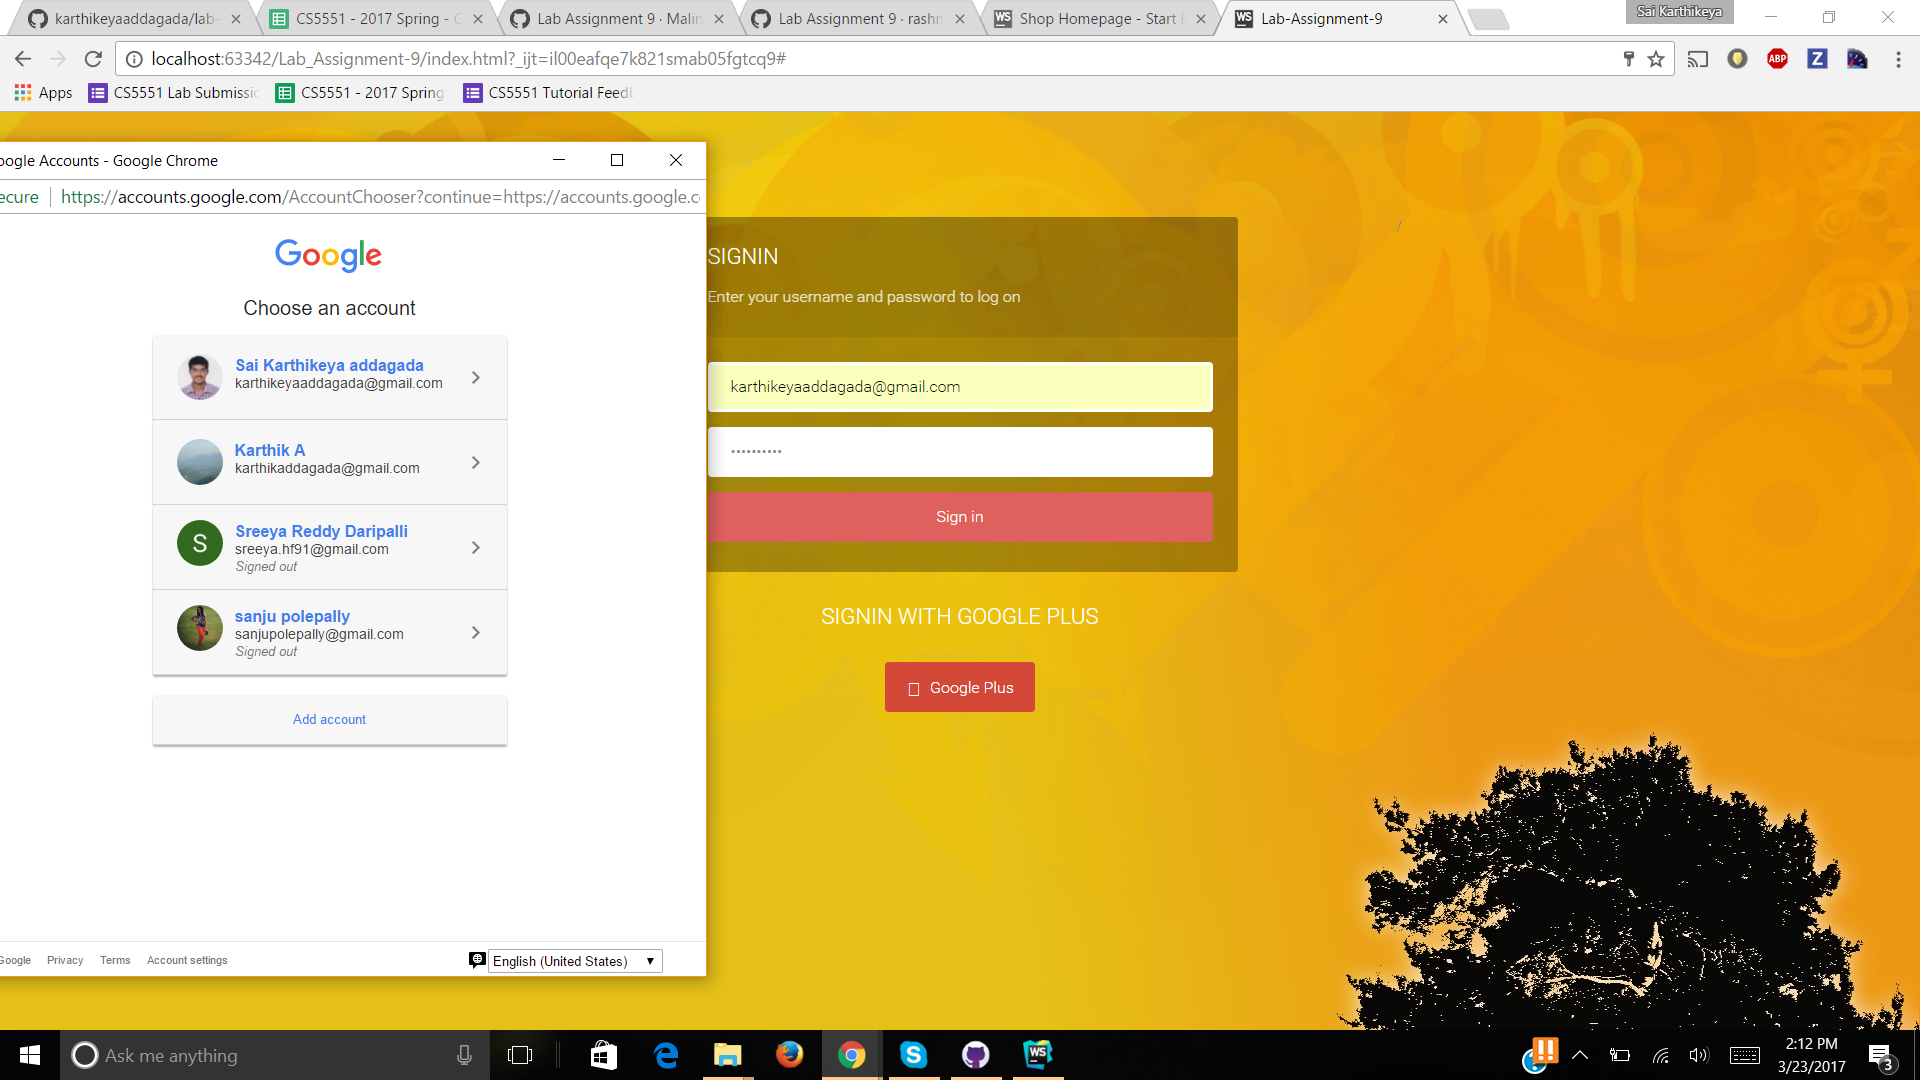 karthikeyaaddagada/lab-
CS5551 - 2017 Spring -
Lab Assignment 9 · Malin
Lab Assignment 9 · rashm
Shop Homepage - Start
Lab-Assignment-9
Sai Karthikeya
localhost:63342/Lab_Assignment-9/index.html?_ijt=il00eafqe7k821smab05fgtcq9#
ABP
Z
Apps
CS5551 Lab Submissi
CS5551 - 2017 Spring
CS5551 Tutorial Feedb
oogle Accounts - Google Chrome
ecure
https://accounts.google.com/AccountChooser?continue=https://accounts.google.c
Google
Choose an account
Sai Karthikeya addagada
karthikeyaaddagada@gmail.com
Karthik A
karthikaddagada@gmail.com
S
Sreeya Reddy Daripalli
sreeya.hf91@gmail.com
Signed out
sanju polepally
sanjupolepally@gmail.com
Signed out
Add account
Google
Privacy
Terms
Account settings
English (United States)
SIGNIN
Enter your username and password to log on
karthikeyaaddagada@gmail.com
··········
Sign in
SIGNIN WITH GOOGLE PLUS
Google Plus
/
Ask me anything
WS
2:12 PM
3/23/2017
3